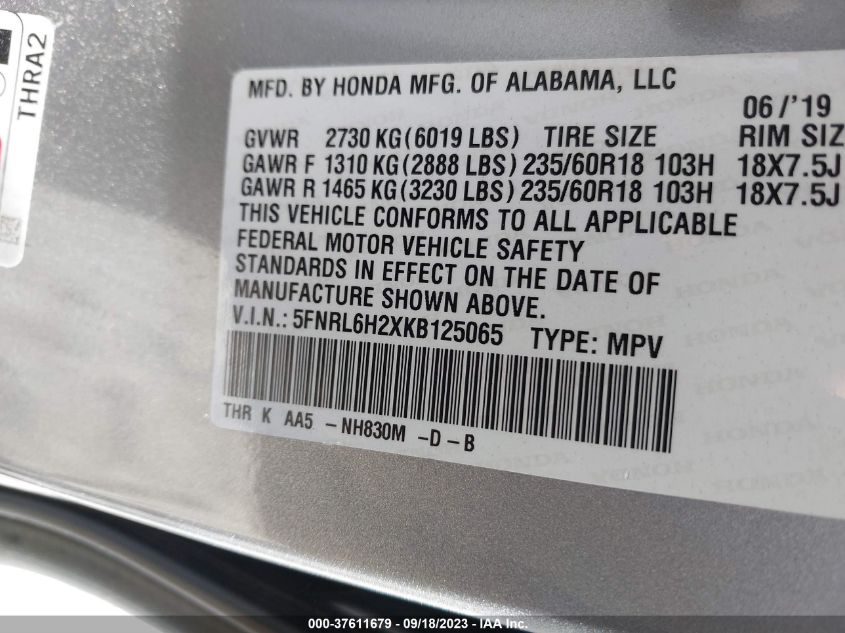 THRA2
MFD. BY HONDA MFG. OF ALABAMA, LLC
06/'19
GVWR 2730 KG(6019 LBS) TIRE SIZE RIM SIZ
GAWR F 1310 KG(2888 LBS) 235/60R18 103H 18X7.5J
GAWR R 1465 KG(3230 LBS) 235/60R18 103H 18X7.5J
THIS VEHICLE CONFORMS TO ALL APPLICABLE
FEDERAL MOTOR VEHICLE SAFETY
STANDARDS IN EFFECT ON THE DATE OF
MANUFACTURE SHOWN ABOVE.
V.I.N.: 5FNRL6H2XKB125065 TYPE: MPV
THR K AA5 -NH830M -D-B
000-37611679 - 09/18/2023 - IAA Inc.